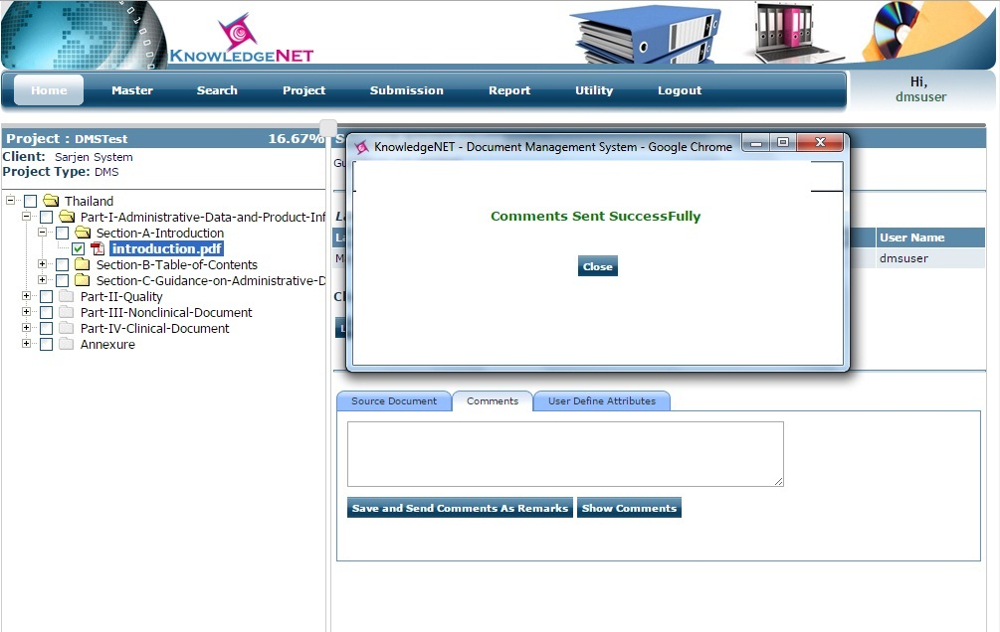 KNOWLEDGENET
Home Master Search Project Submission Report Utility Logout
Hi,
dmsuser
Project : DMSTest 16.67%
Client: Sarjen System
Project Type: DMS
Thailand
Part-I-Administrative-Data-and-Product-Inf
Section-A-Introduction
introduction.pdf
Section-B-Table-of-Contents
Section-C-Guidance-on-Administrative-D
Part-II-Quality
Part-III-Nonclinical-Document
Part-IV-Clinical-Document
Annexure
KnowledgeNET - Document Management System - Google Chrome
Comments Sent SuccessFully
Close
User Name
dmsuser
Source Document Comments User Define Attributes
Save and Send Comments As Remarks Show Comments